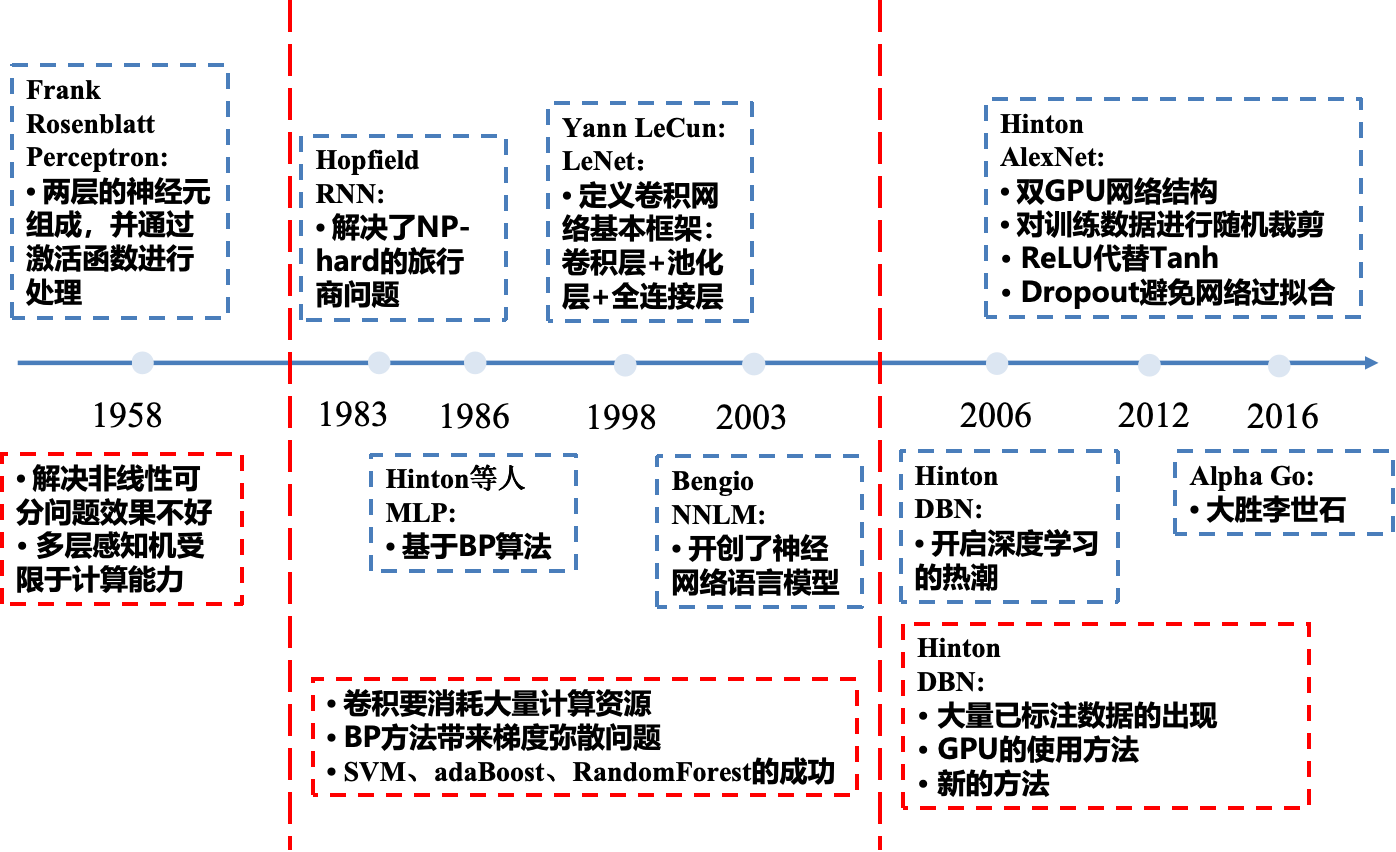 Frank
Rosenblatt
Perceptron:
• 两层的神经元
组成，并通过
激活函数进行
处理
Hopfield
RNN:
• 解决了NP-
hard的旅行
商问题
Yann LeCun:
LeNet：
• 定义卷积网
络基本框架：
卷积层+池化
层+全连接层
Hinton
AlexNet:
• 双GPU网络结构
• 对训练数据进行随机裁剪
• ReLU代替Tanh
• Dropout避免网络过拟合
1958
1983
1986
1998
2003
2006
2012
2016
• 解决非线性可
分问题效果不好
• 多层感知机受
限于计算能力
Hinton等人
MLP:
• 基于BP算法
Bengio
NNLM:
• 开创了神经
网络语言模型
Hinton
DBN:
• 开启深度学习
的热潮
Alpha Go:
• 大胜李世石
• 卷积要消耗大量计算资源
• BP方法带来梯度弥散问题
• SVM、adaBoost、RandomForest的成功
Hinton
DBN:
• 大量已标注数据的出现
• GPU的使用方法
• 新的方法